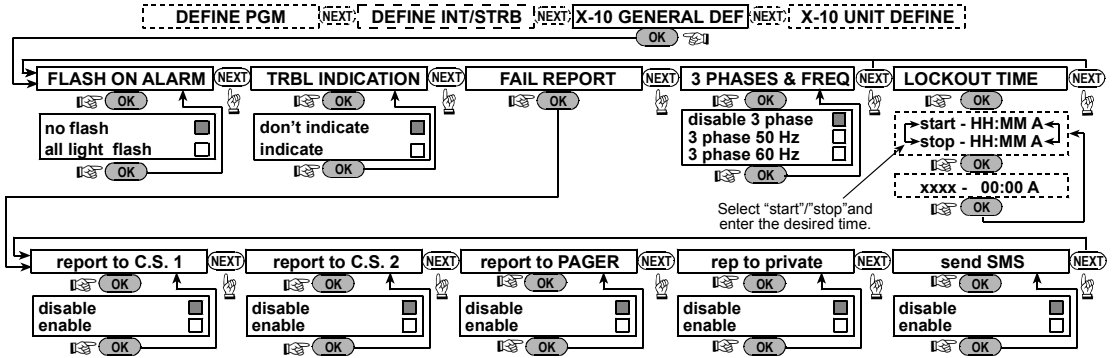 DEFINE PGM (NEXT) DEFINE INT/STRB (NEXT) X-10 GENERAL DEF (NEXT) X-10 UNIT DEFINE
OK
FLASH ON ALARM (NEXT) TRBL INDICATION (NEXT) FAIL REPORT (NEXT) 3 PHASES & FREQ (NEXT) LOCKOUT TIME (NEXT)
OK OK OK OK OK
no flash
all light flash
OK
don't indicate
indicate
OK
disable 3 phase
3 phase 50 Hz
3 phase 60 Hz
OK
start - HH:MM A
stop - HH:MM A
OK
xxxx - 00:00 A
OK
Select “start”/”stop”and
enter the desired time.
report to C.S. 1 (NEXT) report to C.S. 2 (NEXT) report to PAGER (NEXT) rep to private (NEXT) send SMS (NEXT)
OK OK OK OK OK
disable disable disable disable disable
enable enable enable enable enable
OK OK OK OK OK